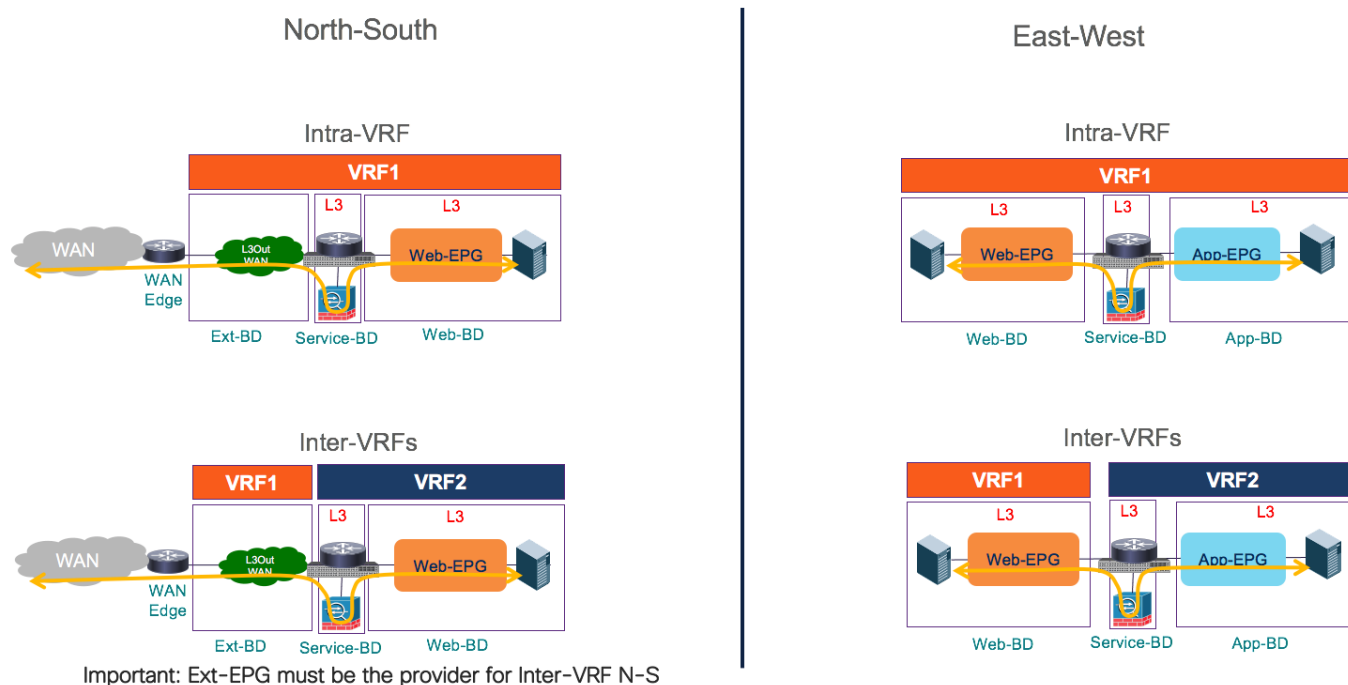 North-South
Intra-VRF
VRF1
L3
L3
WAN
L3Out
WAN
Web-EPG
WAN
Edge
Ext-BD
Service-BD
Web-BD
Inter-VRFs
VRF1
VRF2
L3
L3
WAN
L3Out
WAN
Web-EPG
WAN
Edge
Ext-BD
Service-BD
Web-BD
Important: Ext-EPG must be the provider for Inter-VRF N-S
East-West
Intra-VRF
VRF1
L3
L3
L3
Web-EPG
App-EPG
Web-BD
Service-BD
App-BD
Inter-VRFs
VRF1
VRF2
L3
L3
L3
Web-EPG
App-EPG
Web-BD
Service-BD
App-BD